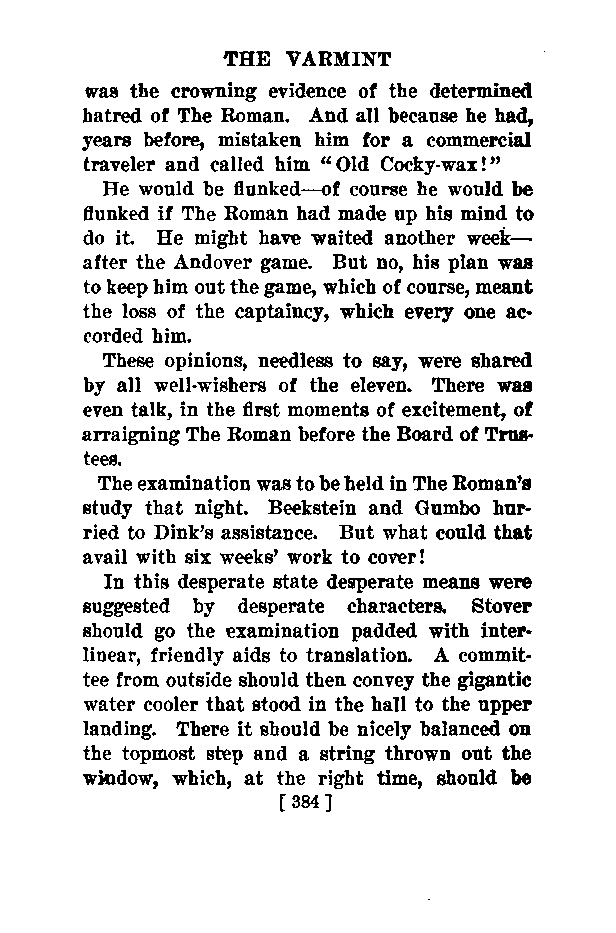 THE VARMINT
was the crowning evidence of the determined
hatred of The Roman. And all because he had,
years before, mistaken him for a commercial
traveler and called him "Old Cocky-wax!"
He would be flunked—of course he would be
flunked if The Roman had made up his mind to
do it. He might have waited another week—
after the Andover game. But no, his plan was
to keep him out the game, which of course, meant
the loss of the captaincy, which every one ac-
corded him.
These opinions, needless to say, were shared
by all well-wishers of the eleven. There was
even talk, in the first moments of excitement, of
arraigning The Roman before the Board of Trus-
tees.
The examination was to be held in The Roman's
study that night. Beekstein and Gumbo hur-
ried to Dink's assistance. But what could that
avail with six weeks' work to cover!
In this desperate state desperate means were
suggested by desperate characters. Stover
should go the examination padded with inter-
linear, friendly aids to translation. A commit-
tee from outside should then convey the gigantic
water cooler that stood in the hall to the upper
landing. There it should be nicely balanced on
the topmost step and a string thrown out the
window, which, at the right time, should be
[ 384 ]